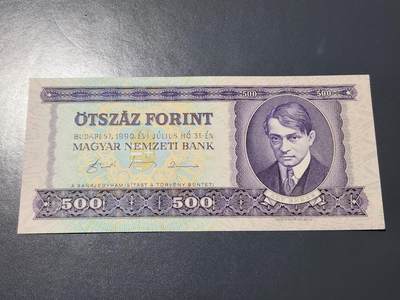 500 500
ÖTSZÁZ FORINT
BUDAPEST, 1990. ÉVI JÚLIUS HÓ 31-ÉN
MAGYAR NEMZETI BANK
A BANKJEGYHAMISÍTÁST A TÖRVÉNY BÜNTETI
500 500